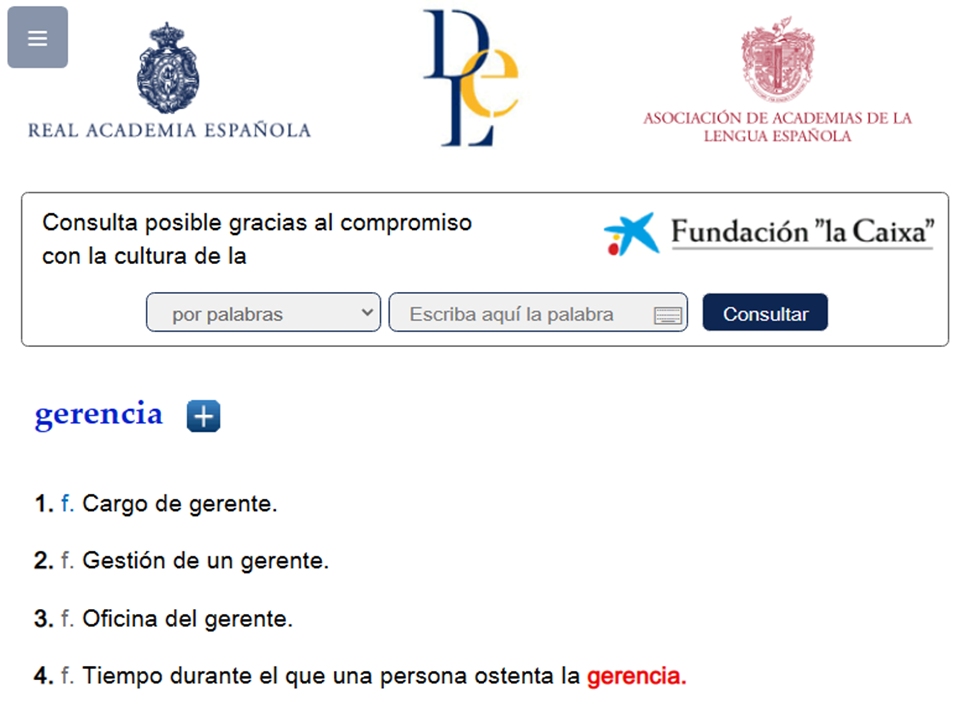 REAL ACADEMIA ESPAÑOLA
DLe
ASOCIACIÓN DE ACADEMIAS DE LA
LENGUA ESPAÑOLA
Consulta posible gracias al compromiso
con la cultura de la
Fundación "la Caixa"
por palabras
Escriba aquí la palabra
Consultar
gerencia
1. f. Cargo de gerente.
2. f. Gestión de un gerente.
3. f. Oficina del gerente.
4. f. Tiempo durante el que una persona ostenta la gerencia.